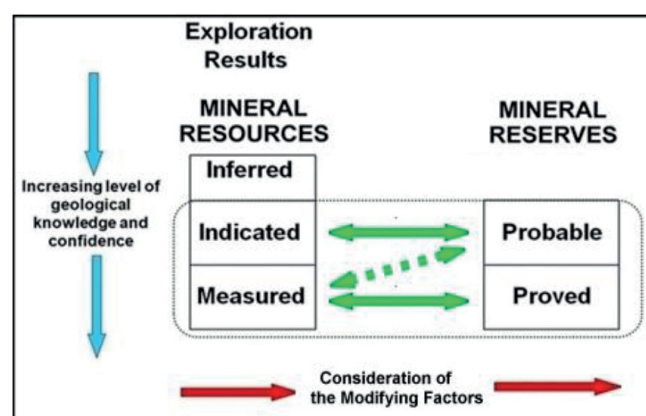 Exploration
Results
MINERAL
RESOURCES
MINERAL
RESERVES
Increasing level of
geological
knowledge and
confidence
Inferred
Indicated
Probable
Measured
Proved
Consideration of
the Modifying Factors